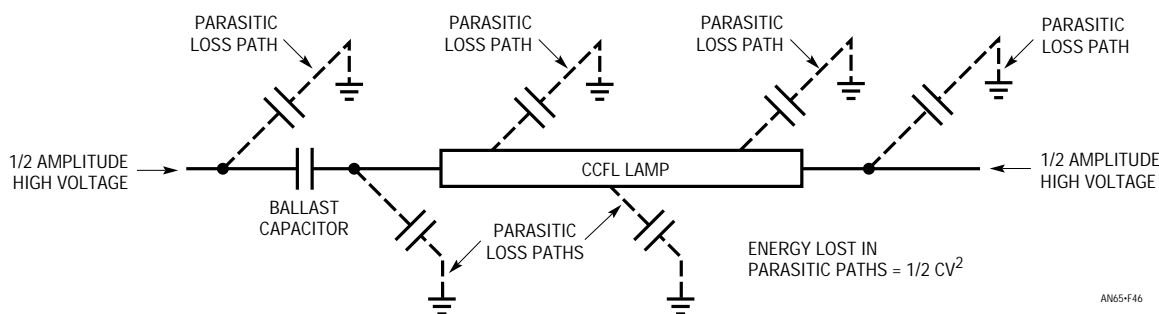 PARASITIC
LOSS PATH
PARASITIC
LOSS PATH
PARASITIC
LOSS PATH
PARASITIC
LOSS PATH
1/2 AMPLITUDE
HIGH VOLTAGE
BALLAST
CAPACITOR
CCFL LAMP
1/2 AMPLITUDE
HIGH VOLTAGE
PARASITIC
LOSS PATHS
ENERGY LOST IN
PARASITIC PATHS = 1/2 CV²
AN65•F46